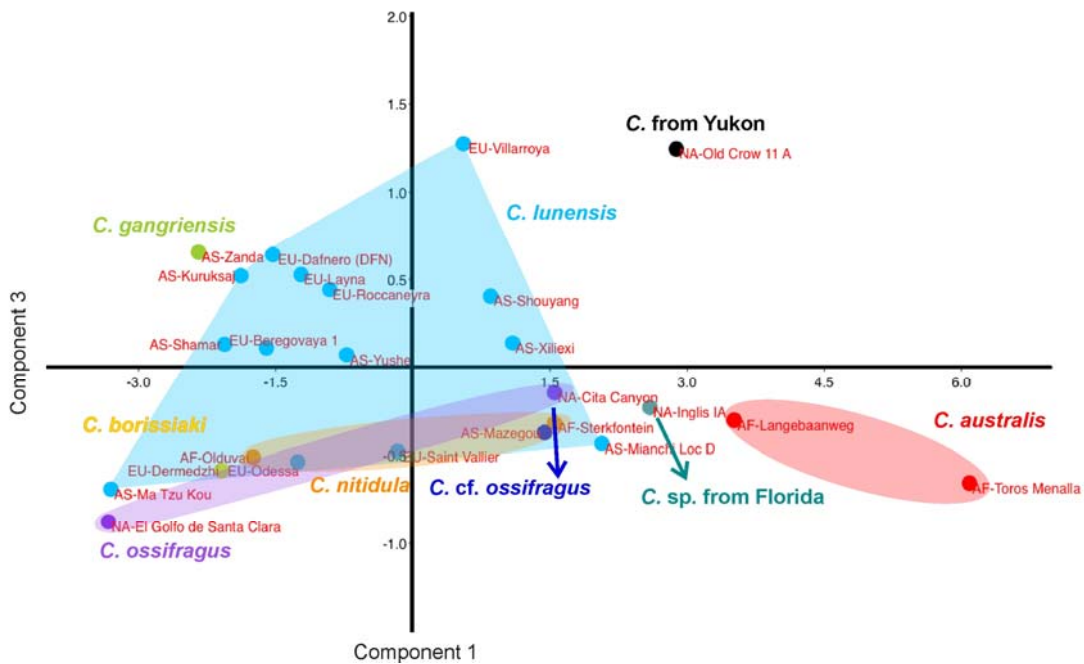 2.0
1.5
C. from Yukon
EU-Villarroya
NA-Old Crow 11 A
1.0
C. lunensis
C. gangriensis
AS-Zanda
EU-Dafnero (DFN)
AS-Kuruksaj
EU-Layna
0.5
EU-Roccaneyra
AS-Shouyang
AS-Shamar
EU-Beregovaya 1
AS-Xiliexi
AS-Yushe
Component 3
-3.0
-1.5
1.5
3.0
4.5
6.0
NA-Cita Canyon
NA-Inglis IA
C. borissiaki
AF-Sterkfontein
AF-Langebaanweg
C. australis
AS-Mazegou
AS-Mianchi Loc D
AF-Olduvai
-0.5
EU-Saint Vallier
EU-Dermedzhi
EU-Odessa
AS-Ma Tzu Kou
C. nitidula
C. cf. ossifragus
C. sp. from Florida
AF-Toros Menalla
NA-El Golfo de Santa Clara
C. ossifragus
-1.0
Component 1